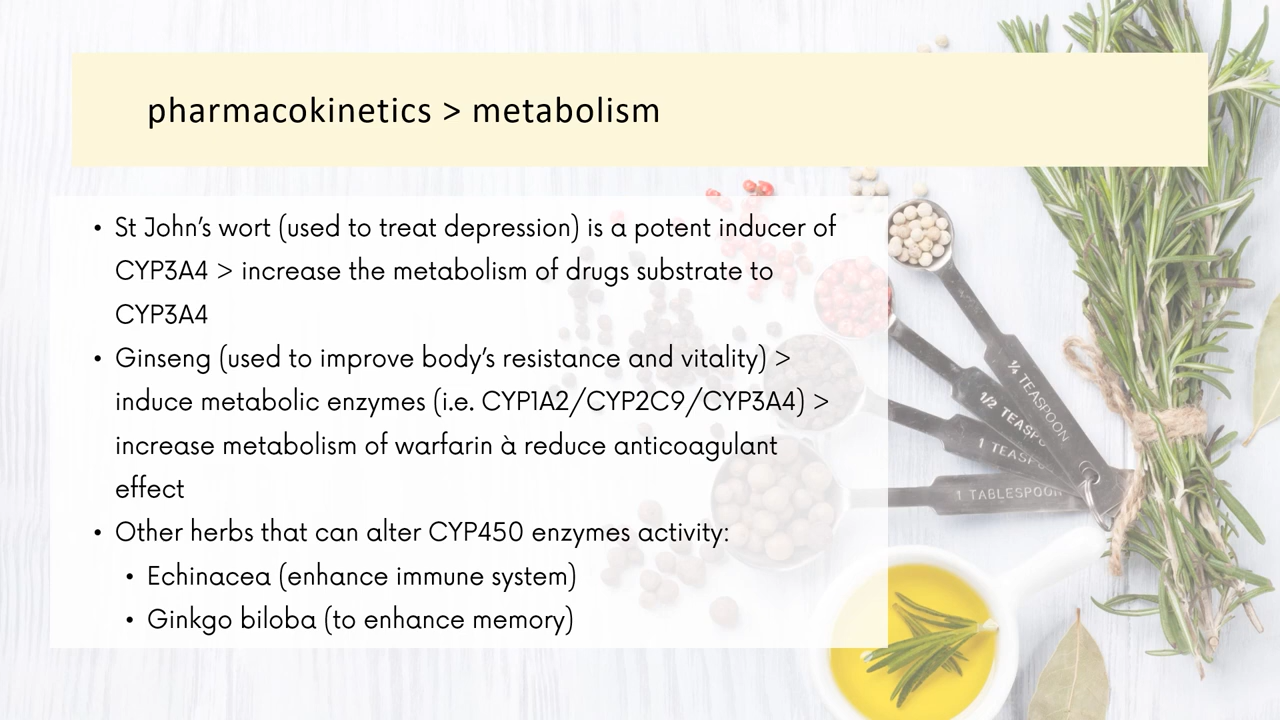 pharmacokinetics > metabolism
• St John’s wort (used to treat depression) is a potent inducer of
CYP3A4 > increase the metabolism of drugs substrate to
CYP3A4
• Ginseng (used to improve body’s resistance and vitality) >
induce metabolic enzymes (i.e. CYP1A2/CYP2C9/CYP3A4) >
increase metabolism of warfarin à reduce anticoagulant
effect
• Other herbs that can alter CYP450 enzymes activity:
• Echinacea (enhance immune system)
• Ginkgo biloba (to enhance memory)
¼ TEASPOON
1/2 TEASPO
1 TEASP
1 TABLESPOON